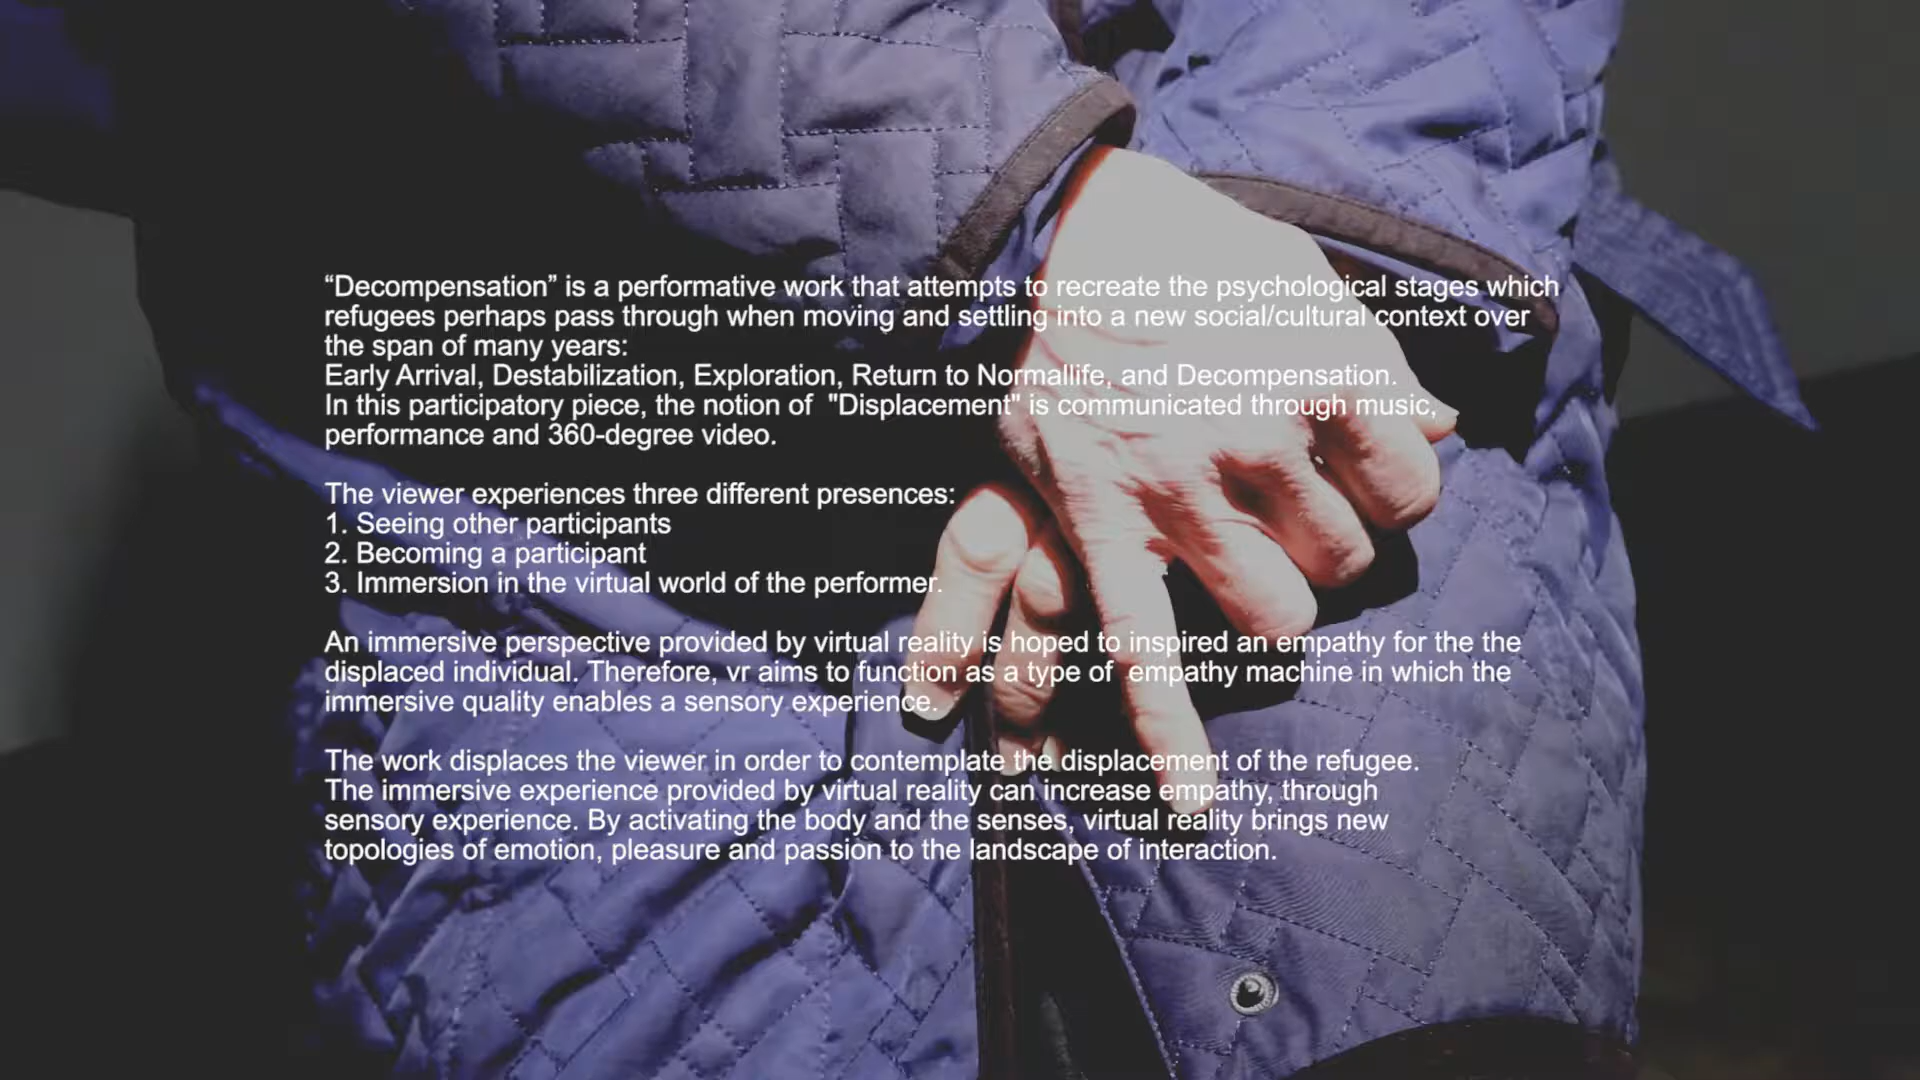 “Decompensation” is a performative work that attempts to recreate the psychological stages which
refugees perhaps pass through when moving and settling into a new social/cultural context over
the span of many years:
Early Arrival, Destabilization, Exploration, Return to Normallife, and Decompensation.
In this participatory piece, the notion of  "Displacement" is communicated through music,
performance and 360-degree video.
The viewer experiences three different presences:
1. Seeing other participants
2. Becoming a participant
3. Immersion in the virtual world of the performer.
An immersive perspective provided by virtual reality is hoped to inspired an empathy for the the
displaced individual. Therefore, vr aims to function as a type of  empathy machine in which the
immersive quality enables a sensory experience.
The work displaces the viewer in order to contemplate the displacement of the refugee.
The immersive experience provided by virtual reality can increase empathy, through
sensory experience. By activating the body and the senses, virtual reality brings new
topologies of emotion, pleasure and passion to the landscape of interaction.